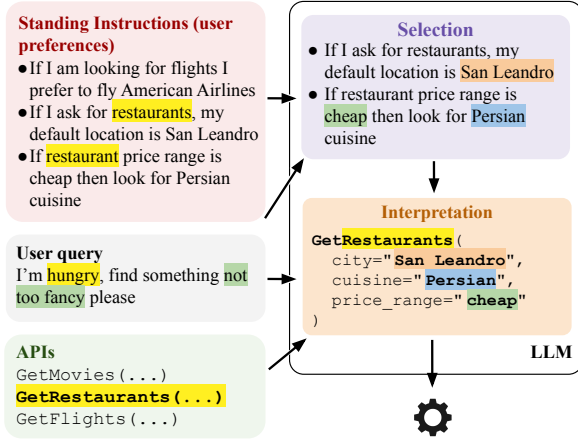 Standing Instructions (user
preferences)
●If I am looking for flights I
prefer to fly American Airlines
●If I ask for restaurants, my
default location is San Leandro
●If restaurant price range is
cheap then look for Persian
cuisine
User query
I'm hungry, find something not
too fancy please
APIs
GetMovies(...)
GetRestaurants(...)
GetFlights(...)
Selection
● If I ask for restaurants, my
default location is San Leandro
● If restaurant price range is
cheap then look for Persian
cuisine
Interpretation
GetRestaurants(
city="San Leandro",
cuisine="Persian",
price_range="cheap"
)
LLM